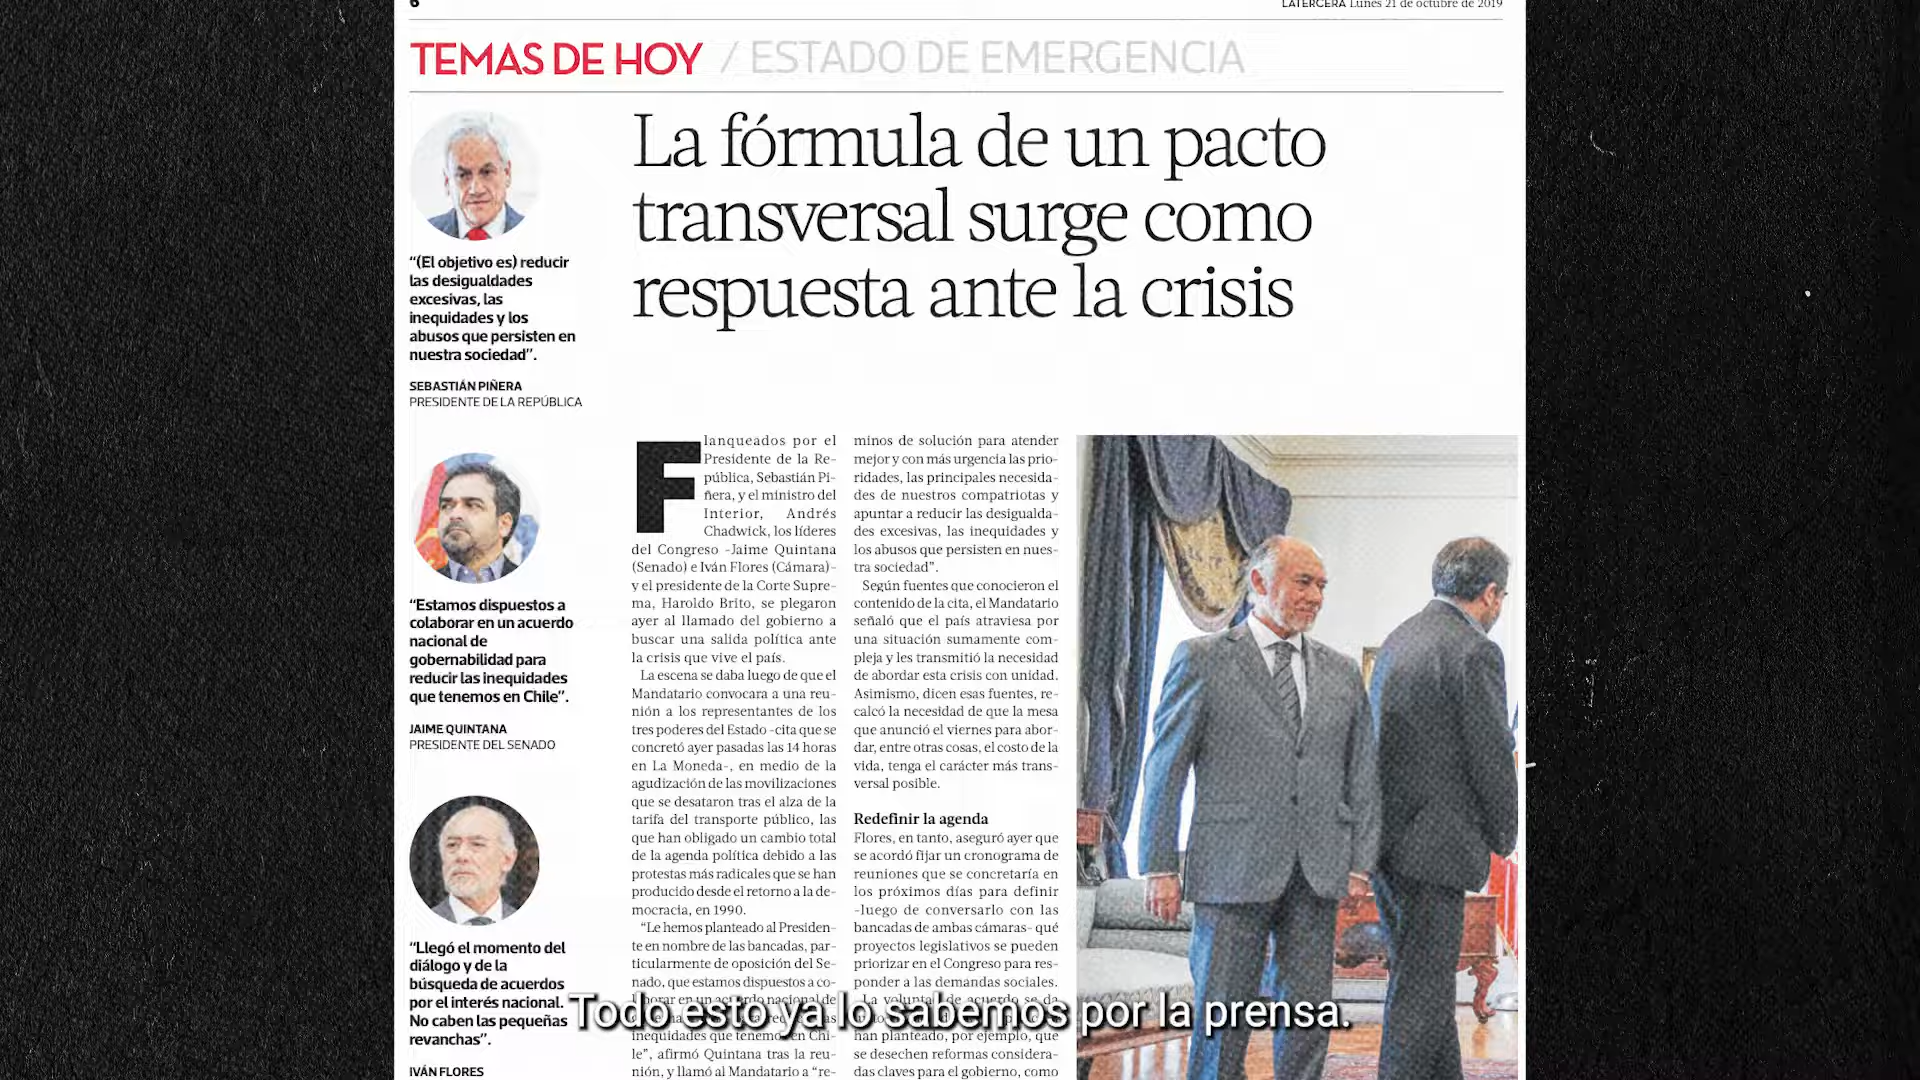 6
LATERCERA Lunes 21 de octubre de 2019
TEMAS DE HOY / ESTADO DE EMERGENCIA
La fórmula de un pacto
transversal surge como
respuesta ante la crisis
“(El objetivo es) reducir
las desigualdades
excesivas, las
inequidades y los
abusos que persisten en
nuestra sociedad”.
SEBASTIÁN PIÑERA
PRESIDENTE DE LA REPÚBLICA
“Estamos dispuestos a
colaborar en un acuerdo
nacional de
gobernabilidad para
reducir las inequidades
que tenemos en Chile”.
JAIME QUINTANA
PRESIDENTE DEL SENADO
“Llegó el momento del
diálogo y de la
búsqueda de acuerdos
por el interés nacional.
No caben las pequeñas
revanchas”.
IVÁN FLORES
Flanqueados por el
Presidente de la Re-
pública, Sebastián Pi-
ñera, y el ministro del
Interior, Andrés
Chadwick, los líderes
del Congreso -Jaime Quintana
(Senado) e Iván Flores (Cámara)-
y el presidente de la Corte Supre-
ma, Haroldo Brito, se plegaron
ayer al llamado del gobierno a
buscar una salida política ante
la crisis que vive el país.
La escena se daba luego de que el
Mandatario convocara a una reu-
nión a los representantes de los
tres poderes del Estado -cita que se
concretó ayer pasadas las 14 horas
en La Moneda-, en medio de la
agudización de las movilizaciones
que se desataron tras el alza de la
tarifa del transporte público, las
que han obligado un cambio total
de la agenda política debido a las
protestas más radicales que se han
producido desde el retorno a la de-
mocracia, en 1990.
“Le hemos planteado al Presiden-
te en nombre de las bancadas, par-
ticularmente de oposición del Se-
nado, que estamos dispuestos a co-
laborar en un acuerdo nacional de
inequidades que tenemos en Chi-
le”, afirmó Quintana tras la reu-
nión, y llamó al Mandatario a “re-
minos de solución para atender
mejor y con más urgencia las prio-
ridades, las principales necesida-
des de nuestros compatriotas y
apuntar a reducir las desigualda-
des excesivas, las inequidades y
los abusos que persisten en nues-
tra sociedad”.
Según fuentes que conocieron el
contenido de la cita, el Mandatario
señaló que el país atraviesa por
una situación sumamente com-
pleja y les transmitió la necesidad
de abordar esta crisis con unidad.
Asimismo, dicen esas fuentes, re-
calcó la necesidad de que la mesa
que anunció el viernes para abor-
dar, entre otras cosas, el costo de la
vida, tenga el carácter más trans-
versal posible.
Redefinir la agenda
Flores, en tanto, aseguró ayer que
se acordó fijar un cronograma de
reuniones que se concretaría en
los próximos días para definir
-luego de conversarlo con las
bancadas de ambas cámaras- qué
proyectos legislativos se pueden
priorizar en el Congreso para res-
ponder a las demandas sociales.
La voluntad de acuerdo se da
han planteado, por ejemplo, que
se desechen reformas considera-
das claves para el gobierno, como
Todo esto ya lo sabemos por la prensa.